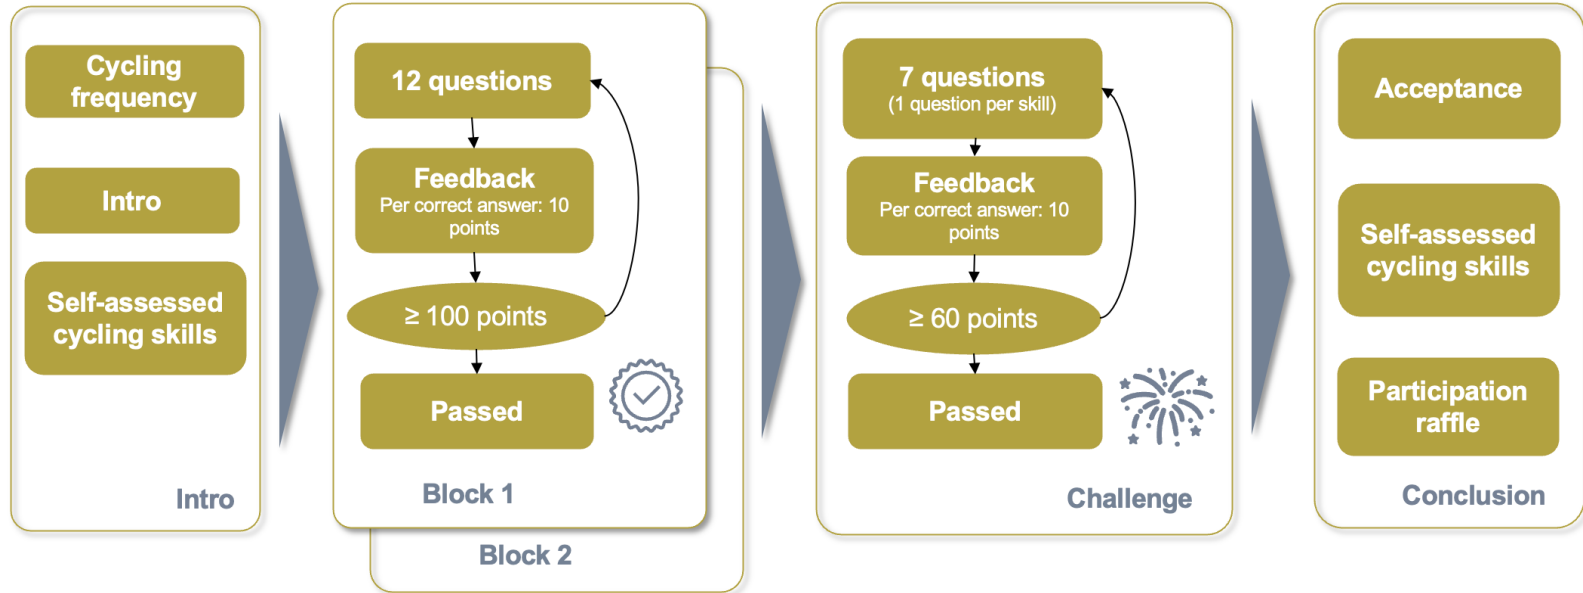 Cycling
frequency
Intro
Self-assessed
cycling skills
Intro
12 questions
Feedback
Per correct answer: 10
points
≥ 100 points
Passed
Block 1
Block 2
7 questions
(1 question per skill)
Feedback
Per correct answer: 10
points
≥ 60 points
Passed
Challenge
Acceptance
Self-assessed
cycling skills
Participation
raffle
Conclusion